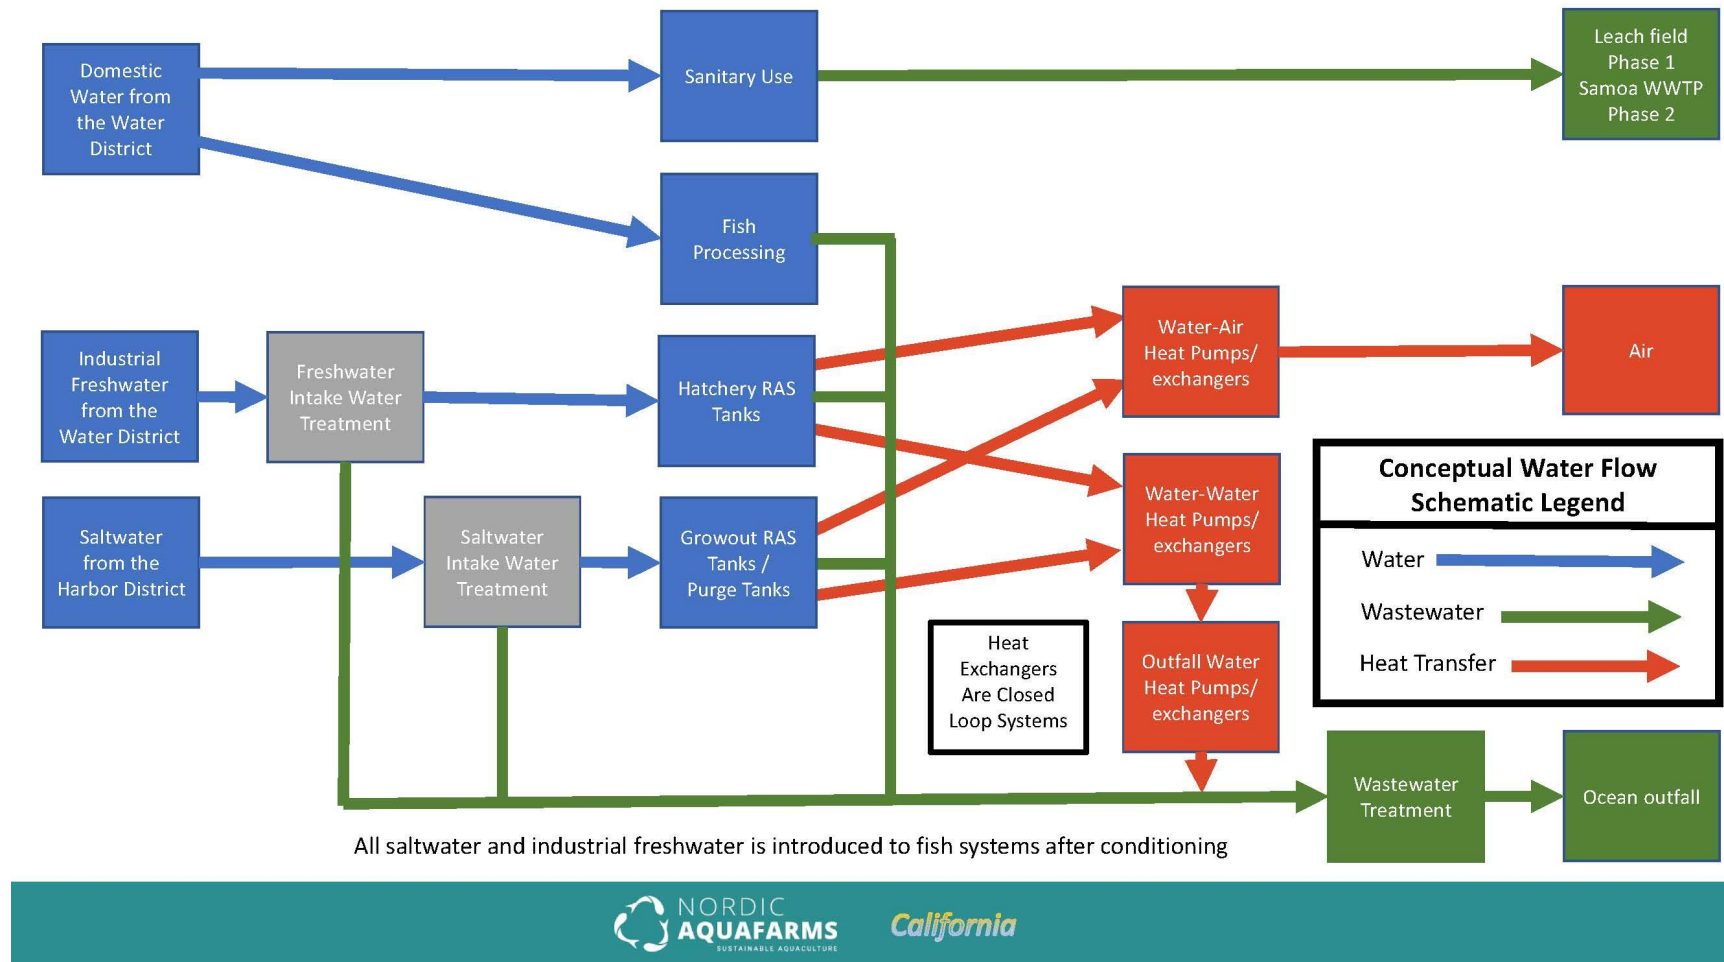 Domestic
Water from
the Water
District
Sanitary Use
Leach field
Phase 1
Samoa WWTP
Phase 2
Fish
Processing
Industrial
Freshwater
from the
Water District
Freshwater
Intake Water
Treatment
Hatchery RAS
Tanks
Water-Air
Heat Pumps/
exchangers
Air
Saltwater
from the
Harbor District
Saltwater
Intake Water
Treatment
Growout RAS
Tanks /
Purge Tanks
Water-Water
Heat Pumps/
exchangers
Conceptual Water Flow
Schematic Legend
Water
Wastewater
Heat Transfer
Heat
Exchangers
Are Closed
Loop Systems
Outfall Water
Heat Pumps/
exchangers
Wastewater
Treatment
Ocean outfall
All saltwater and industrial freshwater is introduced to fish systems after conditioning
NORDIC
AQUAFARMS
SUSTAINABLE AQUACULTURE
California